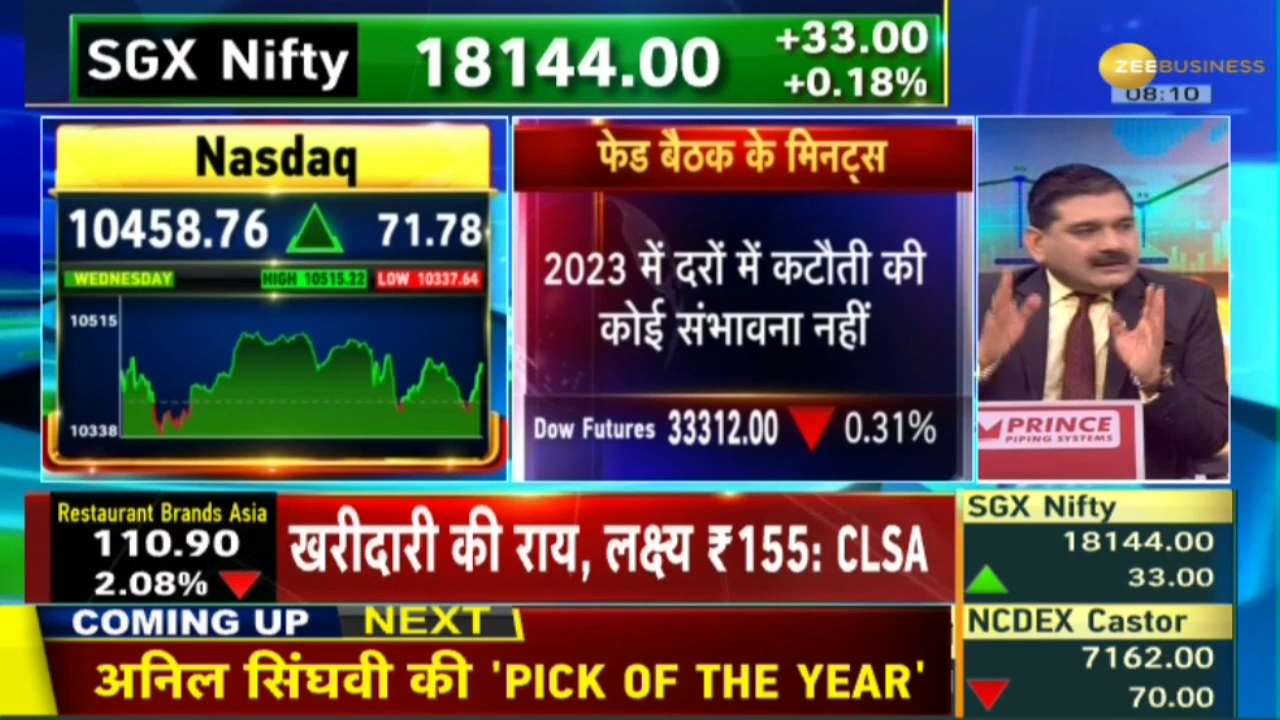 SGX Nifty 18144.00 +33.00
+0.18%
ZEEBUSINESS
08:10
Nasdaq
10458.76 71.78
WEDNESDAY HIGH 10515.22 LOW 10337.64
10515
10338
फेड बैठक के मिनट्स
2023 में दरों में कटौती की
कोई संभावना नहीं
Dow Futures 33312.00 0.31%
PRINCE
PIPING SYSTEMS
Restaurant Brands Asia
110.90
2.08%
खरीदारी की राय, लक्ष्य ₹155: CLSA
SGX Nifty
18144.00
33.00
COMING UP NEXT
अनिल सिंघवी की 'PICK OF THE YEAR'
NCDEX Castor
7162.00
70.00